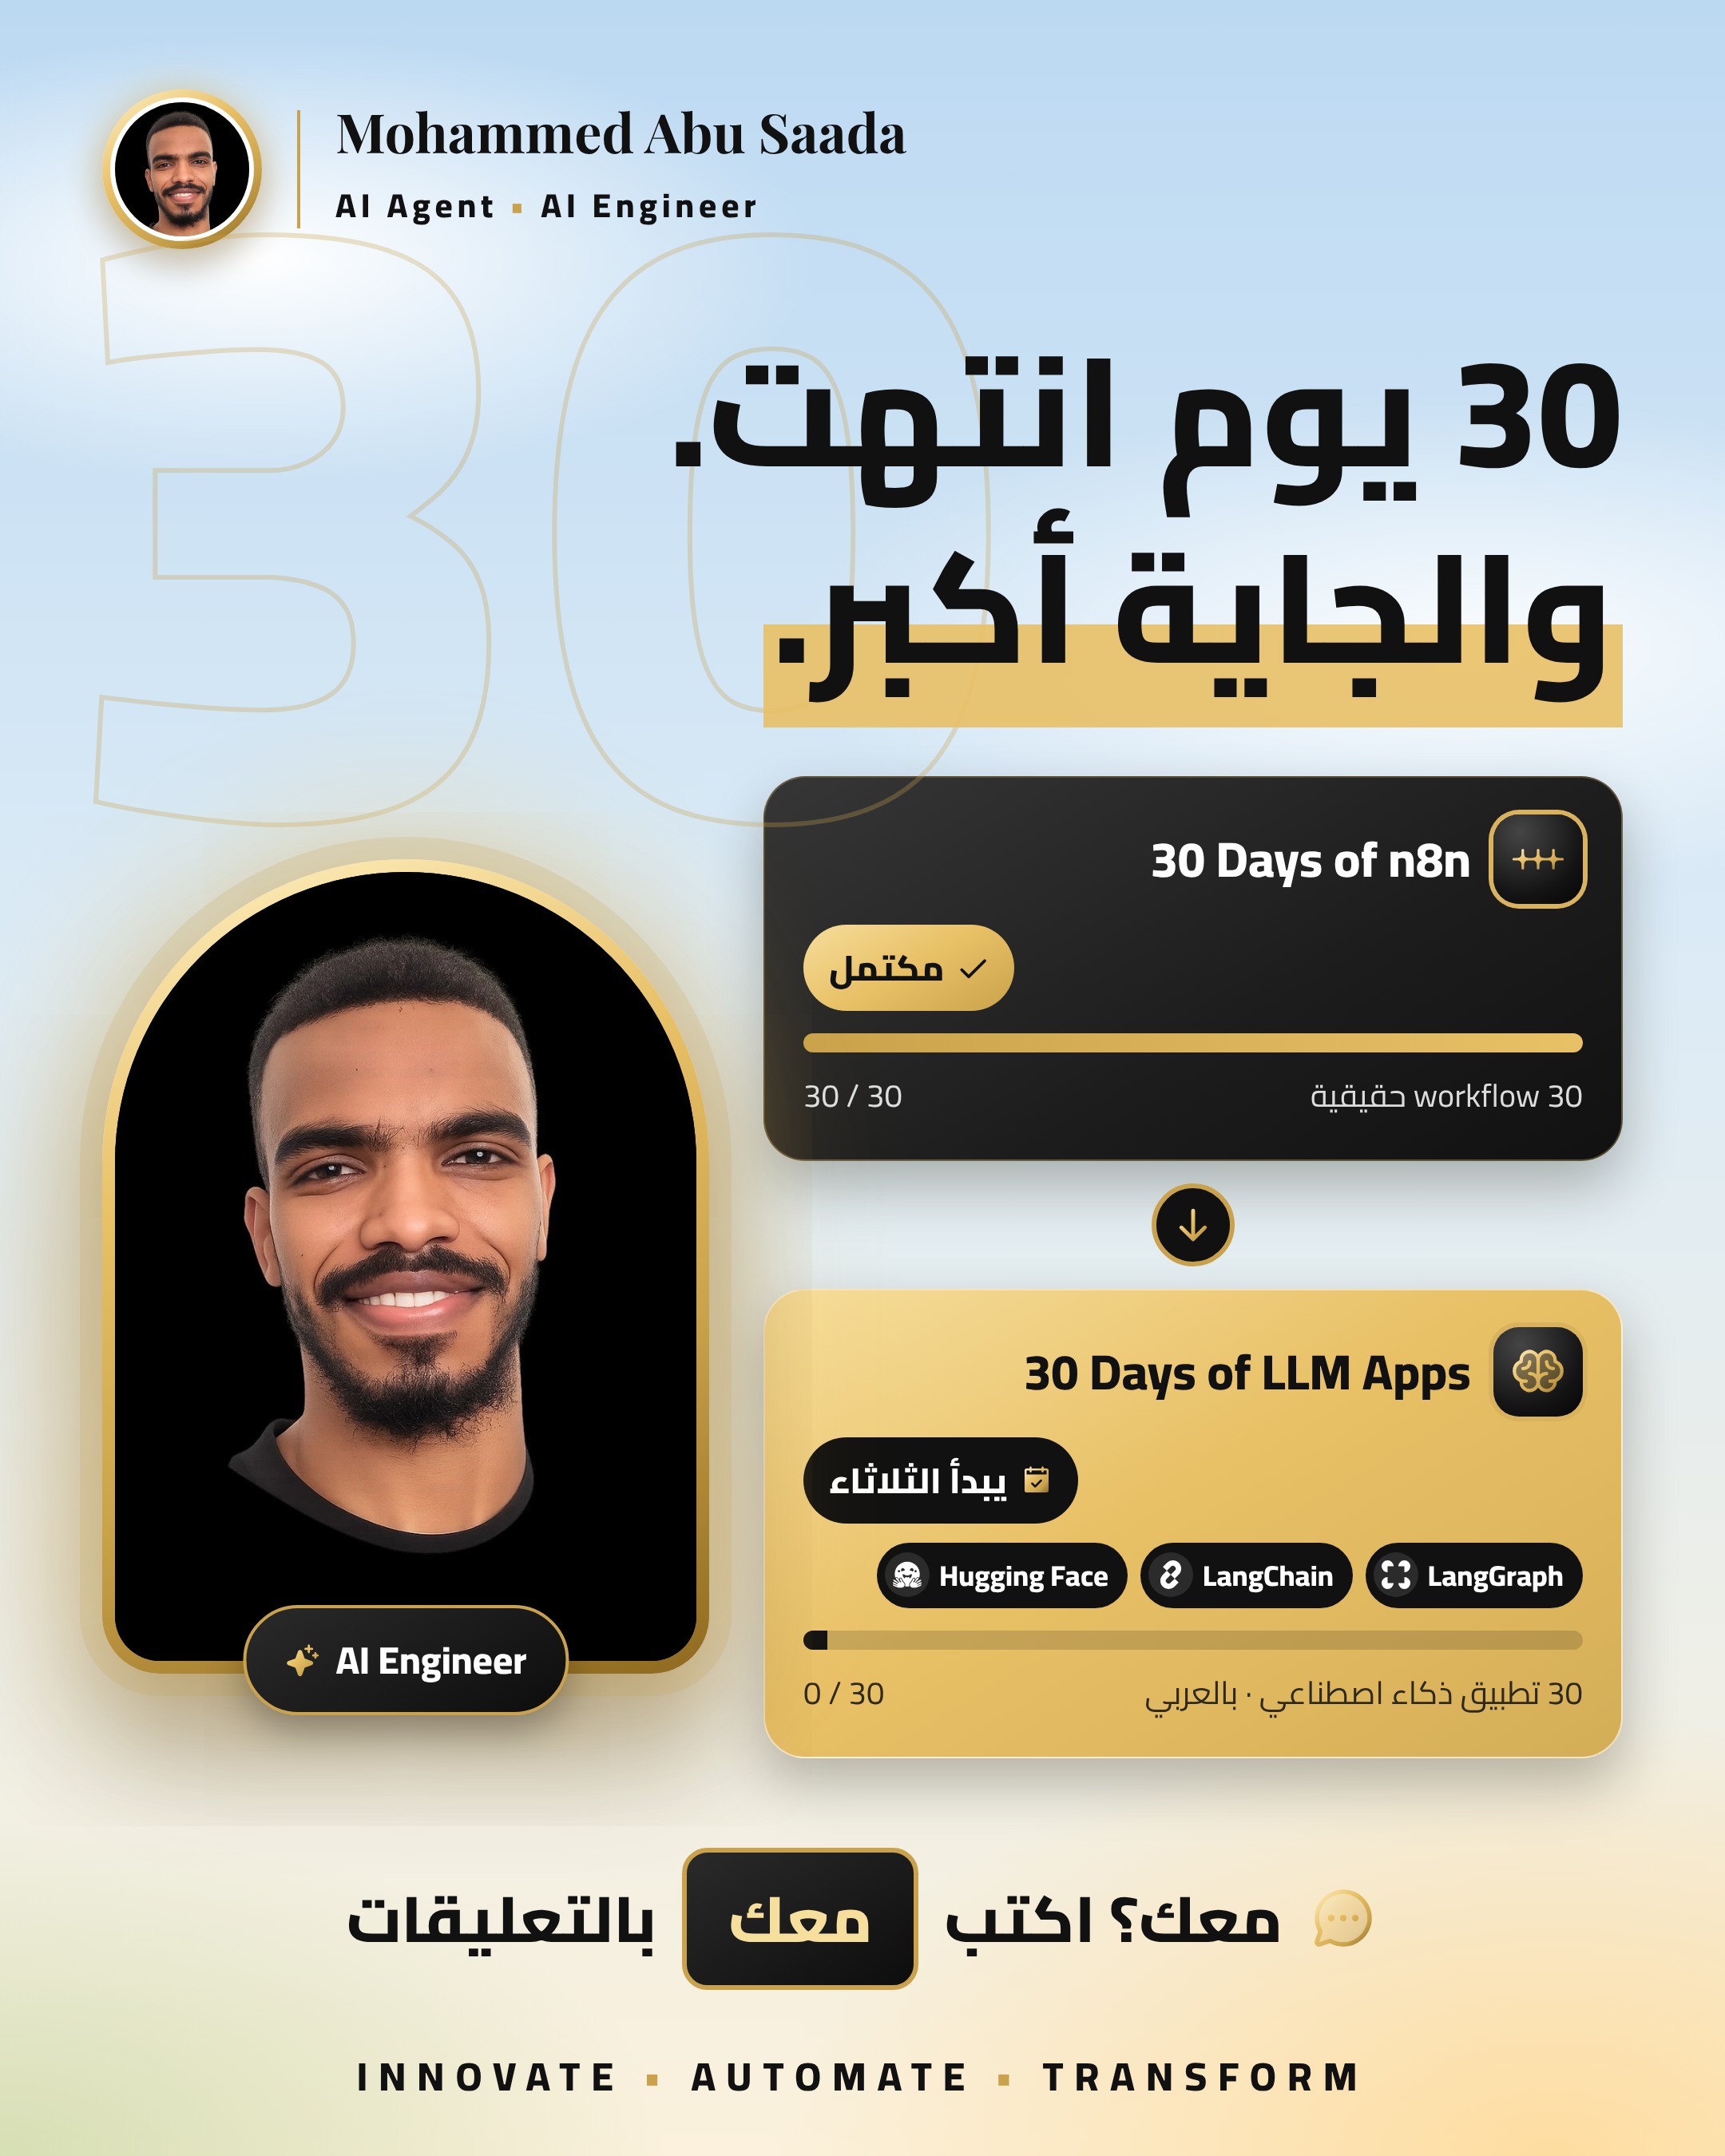 Mohammed Abu Saada
AI Agent ▪ AI Engineer
30
30 يوم انتهت.
والجاية أكبر.
30 Days of n8n
مكتمل
30 workflow حقيقية
30 / 30
30 Days of LLM Apps
يبدأ الثلاثاء
LangGraph
LangChain
Hugging Face
30 تطبيق ذكاء اصطناعي · بالعربي
0 / 30
AI Engineer
معك؟ اكتب معك بالتعليقات
INNOVATE ▪ AUTOMATE ▪ TRANSFORM